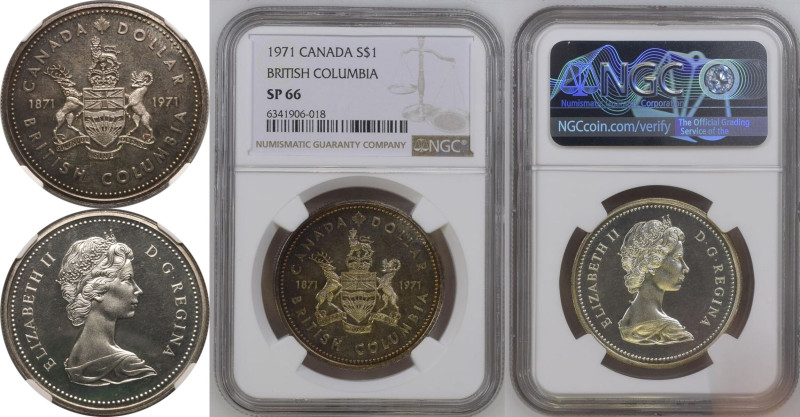 CANADA DOLLAR
1871 1971
BRITISH COLUMBIA
ELIZABETH II D·G·REGINA
1971 CANADA S$1
BRITISH COLUMBIA
SP 66
6341906-018
NUMISMATIC GUARANTY COMPANY NGC
CANADA DOLLAR
1871 1971
BRITISH COLUMBIA
NGC
Numismatic Guaranty Corporation
NGCcoin.com/verify
The Official Grading
Service of the
ELIZABETH II D·G·REGINA